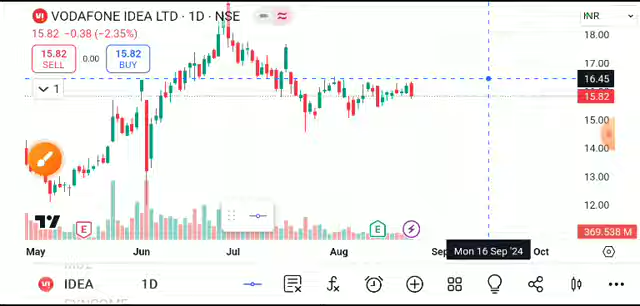 VODAFONE IDEA LTD · 1D · NSE
INR
15.82 −0.38 (−2.35%)
18.00
15.82 SELL
0.00
15.82 BUY
17.00
16.45
15.82
1
15.00
14.00
13.00
12.00
E
E
369.538 M
May Jun Jul Aug Mon 16 Sep '24 Oct
IDEA 1D